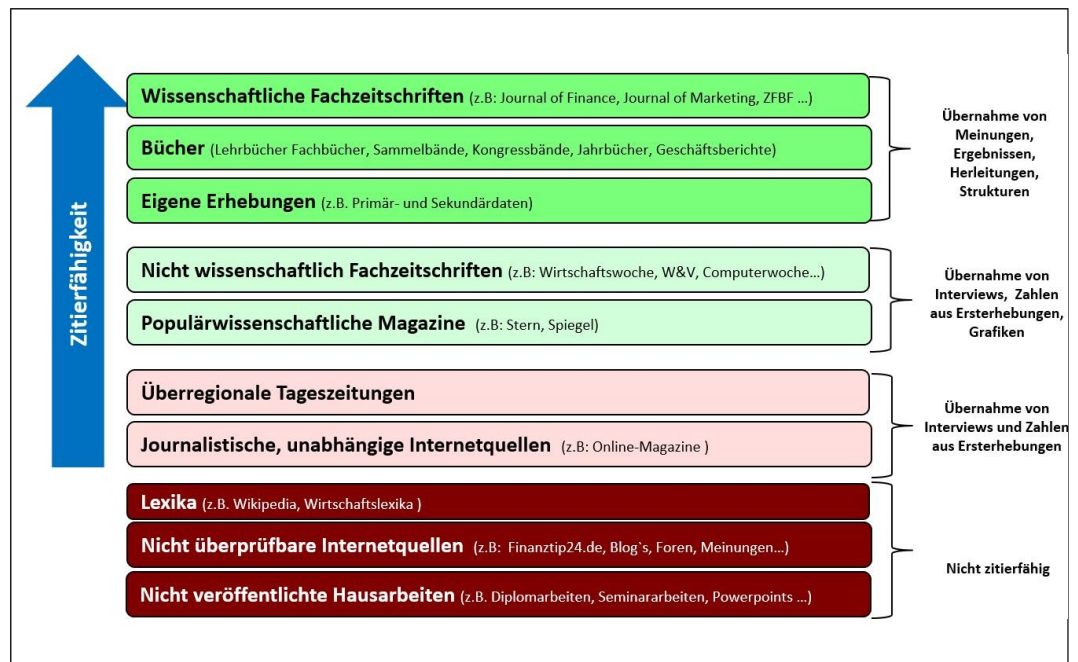 Zitierfähigkeit
Wissenschaftliche Fachzeitschriften (z.B: Journal of Finance, Journal of Marketing, ZFBF …)
Bücher (Lehrbücher Fachbücher, Sammelbände, Kongressbände, Jahrbücher, Geschäftsberichte)
Eigene Erhebungen (z.B. Primär- und Sekundärdaten)
Übernahme von
Meinungen,
Ergebnissen,
Herleitungen,
Strukturen
Nicht wissenschaftlich Fachzeitschriften (z.B: Wirtschaftswoche, W&V, Computerwoche…)
Populärwissenschaftliche Magazine (z.B: Stern, Spiegel)
Übernahme von
Interviews, Zahlen
aus Ersterhebungen,
Grafiken
Überregionale Tageszeitungen
Journalistische, unabhängige Internetquellen (z.B: Online-Magazine )
Übernahme von
Interviews und Zahlen
aus Ersterhebungen
Lexika (z.B. Wikipedia, Wirtschaftslexika )
Nicht überprüfbare Internetquellen (z.B: Finanztip24.de, Blog`s, Foren, Meinungen…)
Nicht veröffentlichte Hausarbeiten (z.B. Diplomarbeiten, Seminararbeiten, Powerpoints …)
Nicht zitierfähig